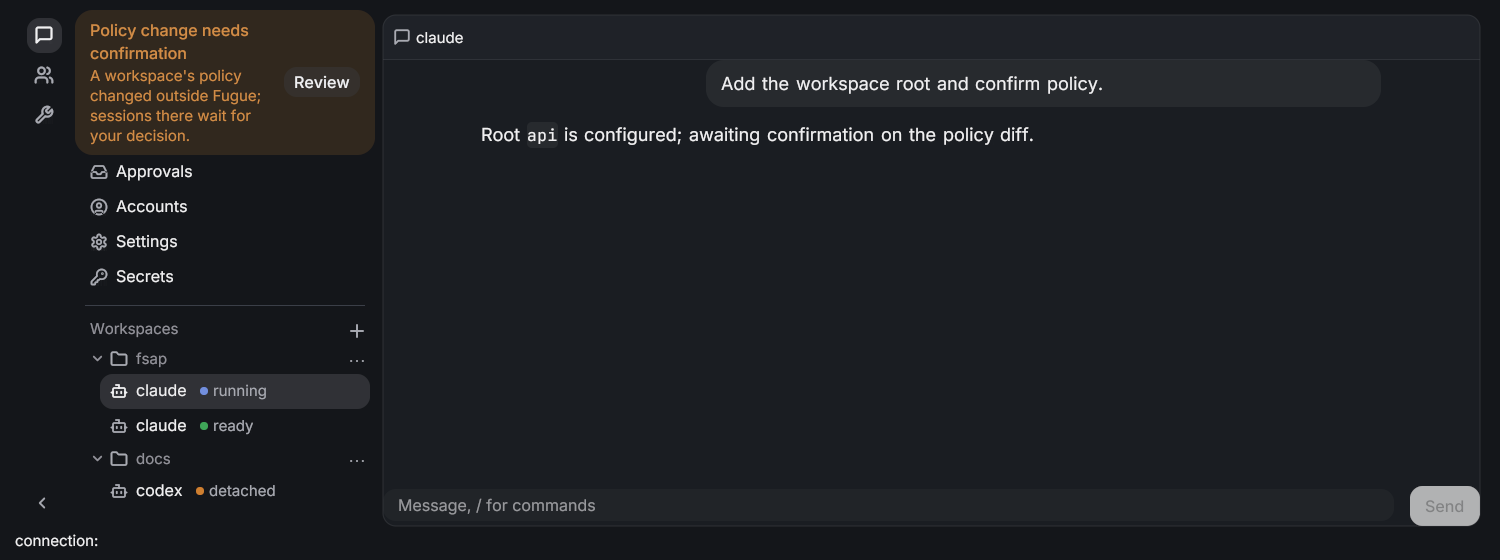 Policy change needs
confirmation
A workspace's policy
changed outside Fugue;
sessions there wait for
your decision.
Review
Approvals
Accounts
Settings
Secrets
Workspaces
fsap
claude running
claude ready
docs
codex detached
connection:
claude
Add the workspace root and confirm policy.
Root api is configured; awaiting confirmation on the policy diff.
Message, / for commands
Send